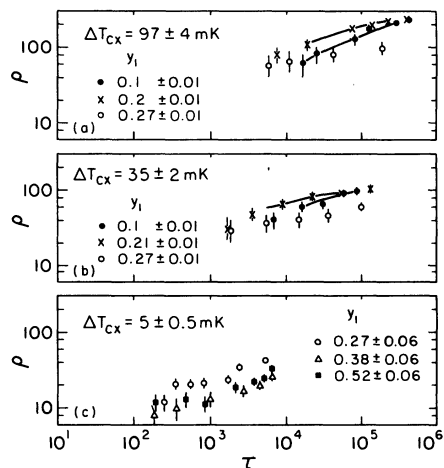 ΔT_CX = 97 ± 4 mK
y₁
● 0.1 ± 0.01
× 0.2 ± 0.01
○ 0.27 ± 0.01
100
10
ρ
(a)
ΔT_CX = 35 ± 2 mK
y₁
● 0.1 ± 0.01
× 0.21 ± 0.01
○ 0.27 ± 0.01
100
10
ρ
(b)
ΔT_CX = 5 ± 0.5 mK
y₁
○ 0.27 ± 0.06
△ 0.38 ± 0.06
■ 0.52 ± 0.06
100
10
ρ
(c)
10¹ 10² 10³ 10⁴ 10⁵ 10⁶
τ